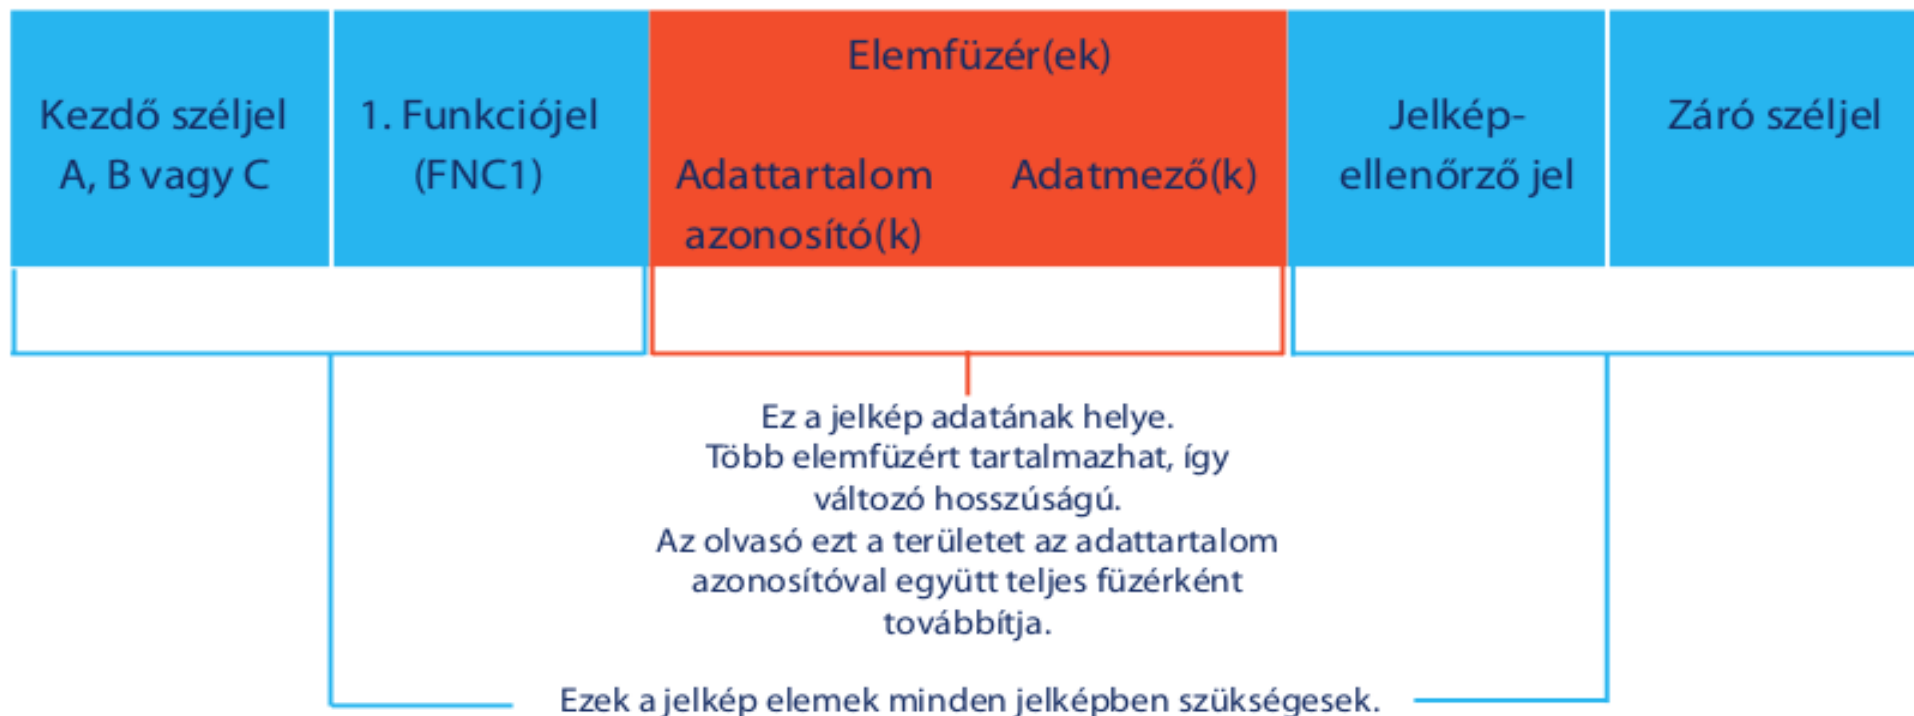 Kezdő széljel
A, B vagy C
1. Funkciójel
(FNC1)
Elemfüzér(ek)
Adattartalom
azonosító(k)
Adatmező(k)
Jelkép-
ellenőrző jel
Záró széljel
Ez a jelkép adatának helye.
Több elemfüzért tartalmazhat, így
változó hosszúságú.
Az olvasó ezt a területet az adattartalom
azonosítóval együtt teljes füzérként
továbbítja.
Ezek a jelkép elemek minden jelképben szükségesek.